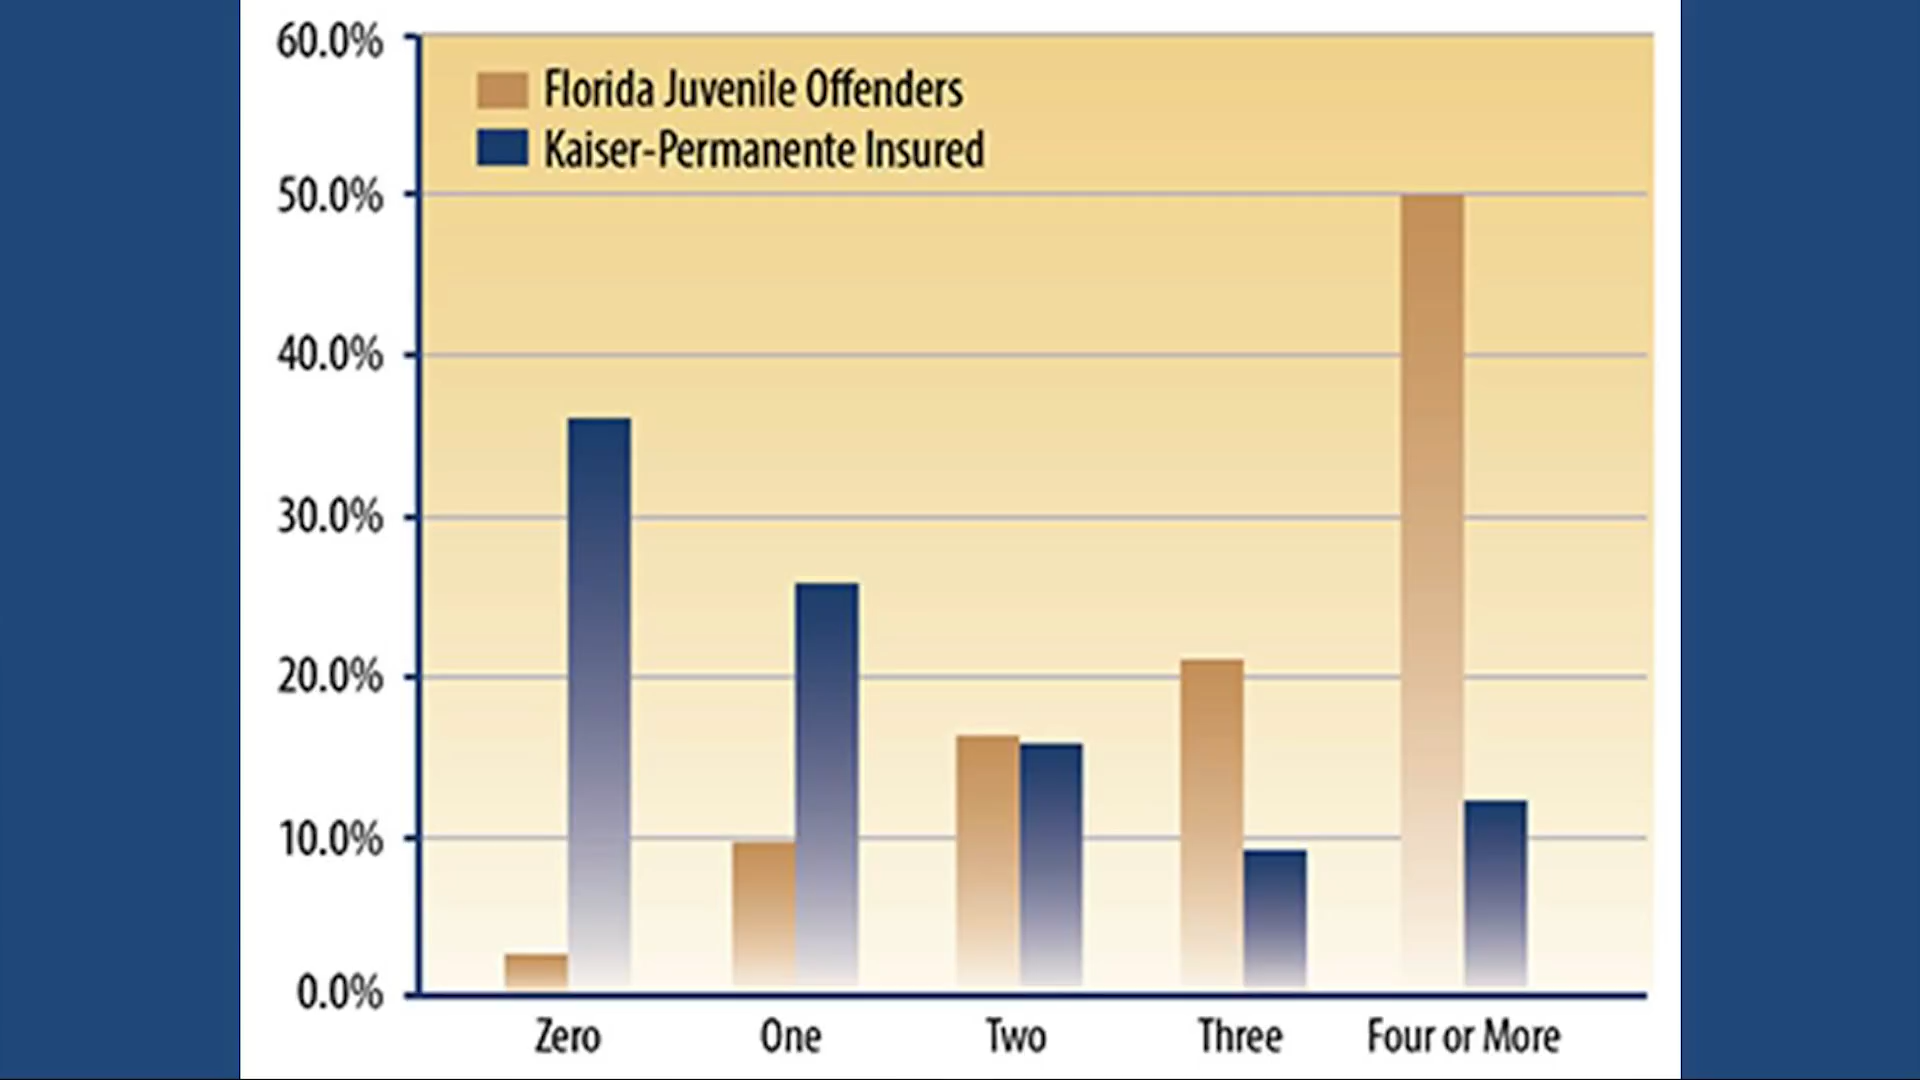 60.0%
Florida Juvenile Offenders
Kaiser-Permanente Insured
50.0%
40.0%
30.0%
20.0%
10.0%
0.0%
Zero One Two Three Four or More